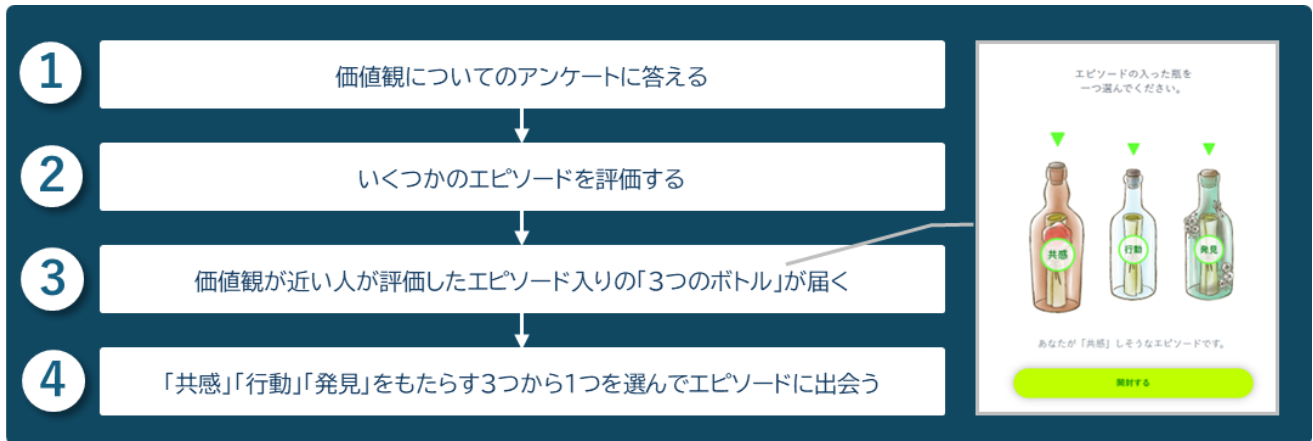 1
価値観についてのアンケートに答える
2
いくつかのエピソードを評価する
3
価値観が近い人が評価したエピソード入りの「3つのボトル」が届く
4
「共感」「行動」「発見」をもたらす3つから1つを選んでエピソードに出会う
エピソードの入った瓶を
一つ選んでください。
共感
行動
発見
あなたが「共感」しそうなエピソードです。
開封する